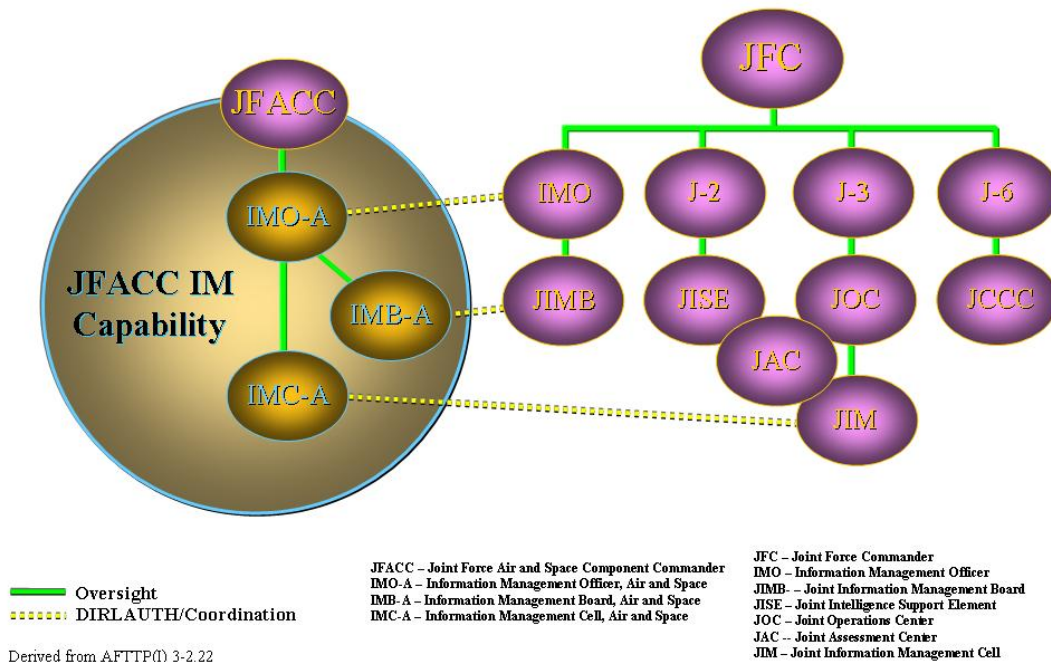 JFC
JFACC
IMO-A
IMO
J-2
J-3
J-6
JFACC IM
Capability
IMB-A
JIMB
JISE
JOC
JCCC
JAC
IMC-A
JIM
Oversight
DIRLAUTH/Coordination
Derived from AFTTP(I) 3-2.22
JFACC – Joint Force Air and Space Component Commander
IMO-A – Information Management Officer, Air and Space
IMB-A – Information Management Board, Air and Space
IMC-A – Information Management Cell, Air and Space
JFC – Joint Force Commander
IMO – Information Management Officer
JIMB- – Joint Information Management Board
JISE – Joint Intelligence Support Element
JOC – Joint Operations Center
JAC -- Joint Assessment Center
JIM – Joint Information Management Cell